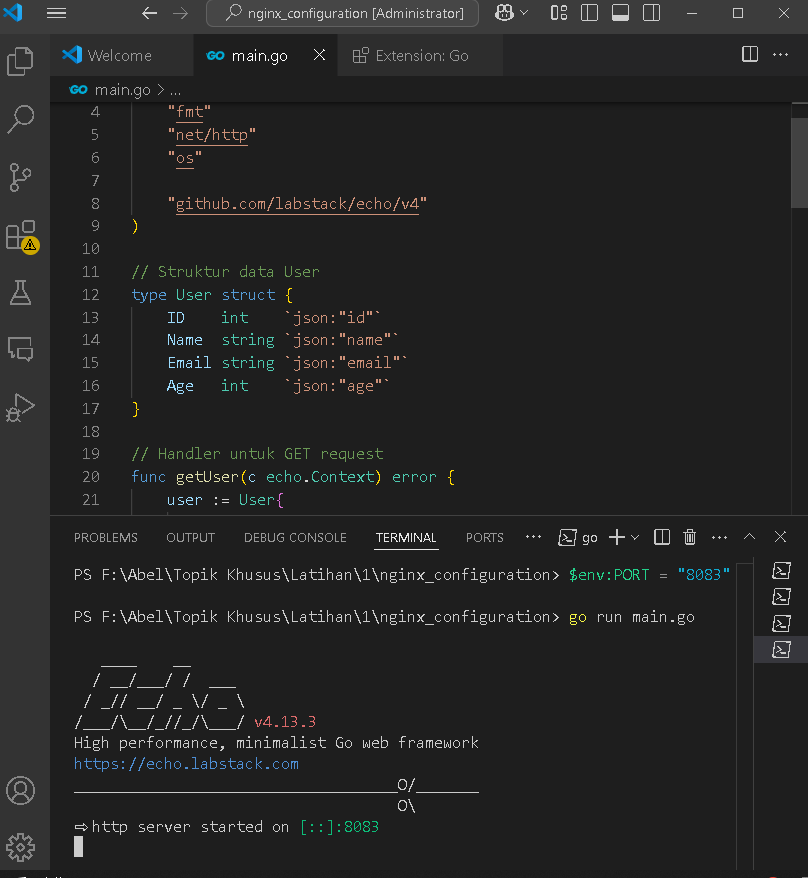 nginx_configuration [Administrator]
Welcome
GO main.go
Extension: Go
GO main.go > ...
4 "fmt"
5 "net/http"
6 "os"
7
8 "github.com/labstack/echo/v4"
9 )
10
11 // Struktur data User
12 type User struct {
13 ID int `json:"id"`
14 Name string `json:"name"`
15 Email string `json:"email"`
16 Age int `json:"age"`
17 }
18
19 // Handler untuk GET request
20 func getUser(c echo.Context) error {
21 user := User{
PROBLEMS OUTPUT DEBUG CONSOLE TERMINAL PORTS ... go
PS F:\Abel\Topik Khusus\Latihan\1\nginx_configuration> $env:PORT = "8083"
PS F:\Abel\Topik Khusus\Latihan\1\nginx_configuration> go run main.go
   ____    __
  / __/___/ /  ___
 / _// __/ _ \/ _ \
/___/\__/_//_/\___/ v4.13.3
High performance, minimalist Go web framework
https://echo.labstack.com
____________________________________O/_______
                                    O\
⇨ http server started on [::]:8083